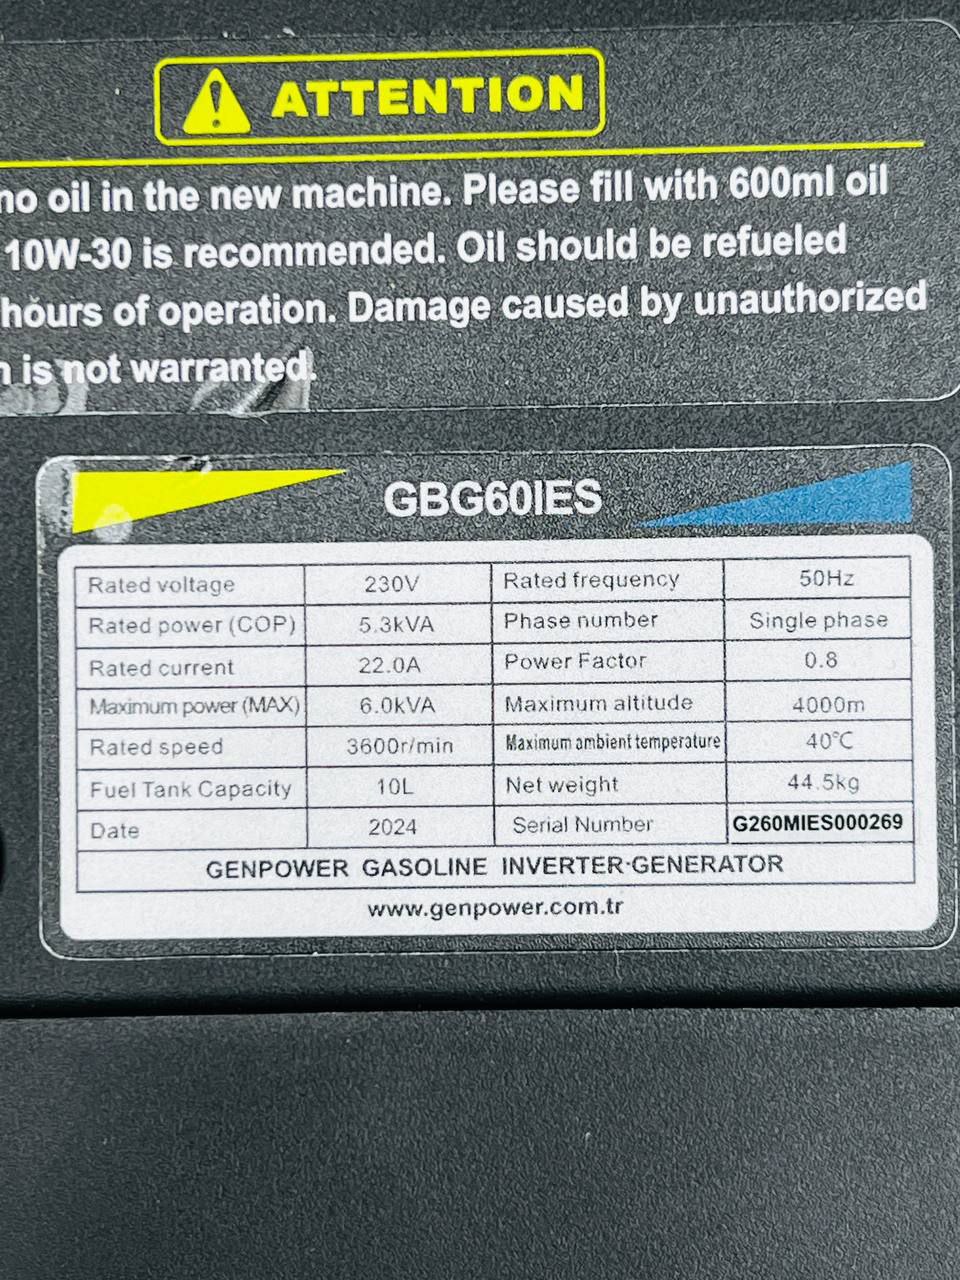 ATTENTION
no oil in the new machine. Please fill with 600ml oil
10W-30 is recommended. Oil should be refueled
hours of operation. Damage caused by unauthorized
is not warranted.
GBG60IES
Rated voltage 230V Rated frequency 50Hz
Rated power (COP) 5.3kVA Phase number Single phase
Rated current 22.0A Power Factor 0.8
Maximum power (MAX) 6.0kVA Maximum altitude 4000m
Rated speed 3600r/min Maximum ambient temperature 40℃
Fuel Tank Capacity 10L Net weight 44.5kg
Date 2024 Serial Number G260MIES000269
GENPOWER GASOLINE INVERTER·GENERATOR
www.genpower.com.tr